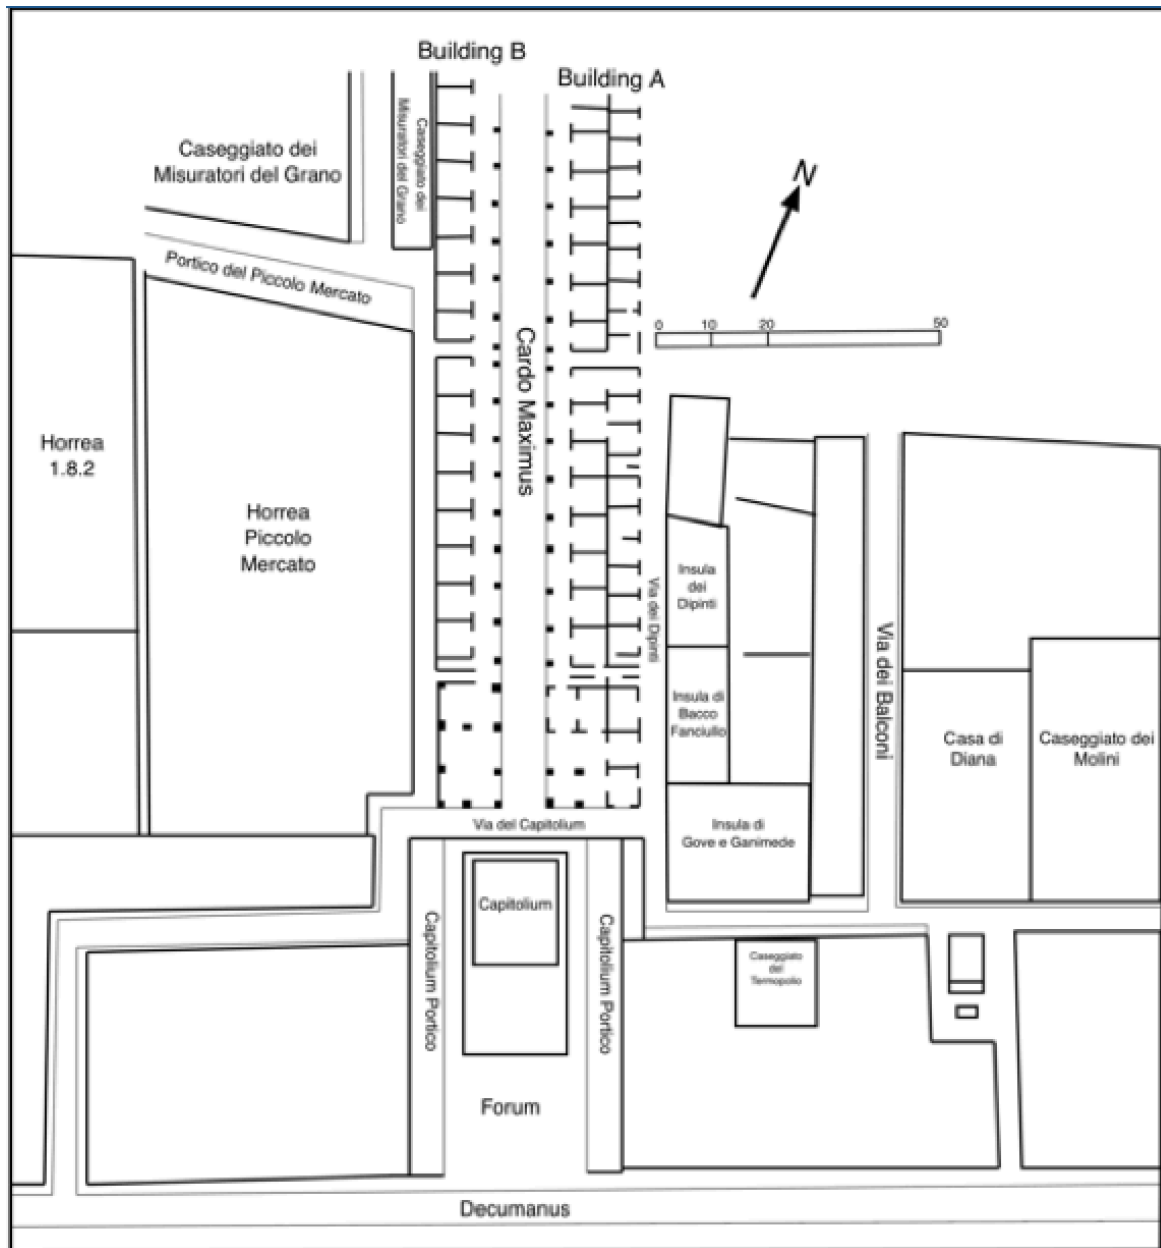 Building B
Building A
Caseggiato dei
Misuratori del Grano
Caseggiato dei
Misuratori del Grano
N
Portico del Piccolo Mercato
0 10 20 50
Cardo Maximus
Horrea
1.8.2
Horrea
Piccolo
Mercato
Insula
dei
Dipinti
Via dei Dipinti
Via dei Balconi
Insula di
Bacco
Fanciullo
Casa di
Diana
Caseggiato dei
Molini
Via del Capitolium
Insula di
Gove e Ganimede
Capitolium
Capitolium Portico
Capitolium Portico
Caseggiato
del
Termopolio
Forum
Decumanus